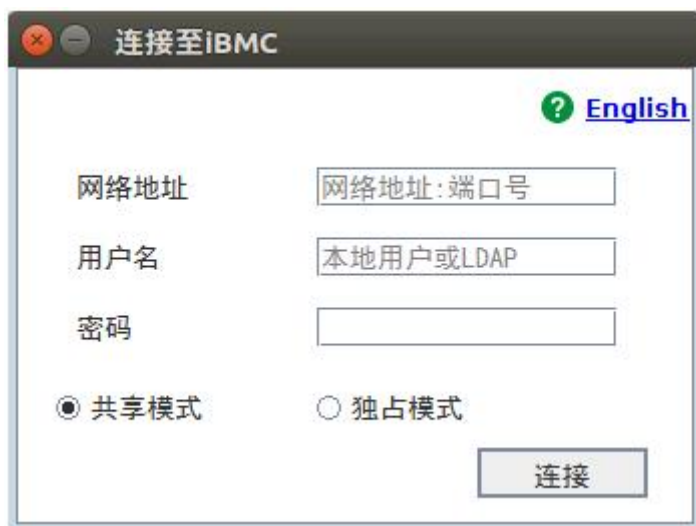 连接至iBMC
? English
网络地址 网络地址:端口号
用户名 本地用户或LDAP
密码
共享模式 独占模式
连接